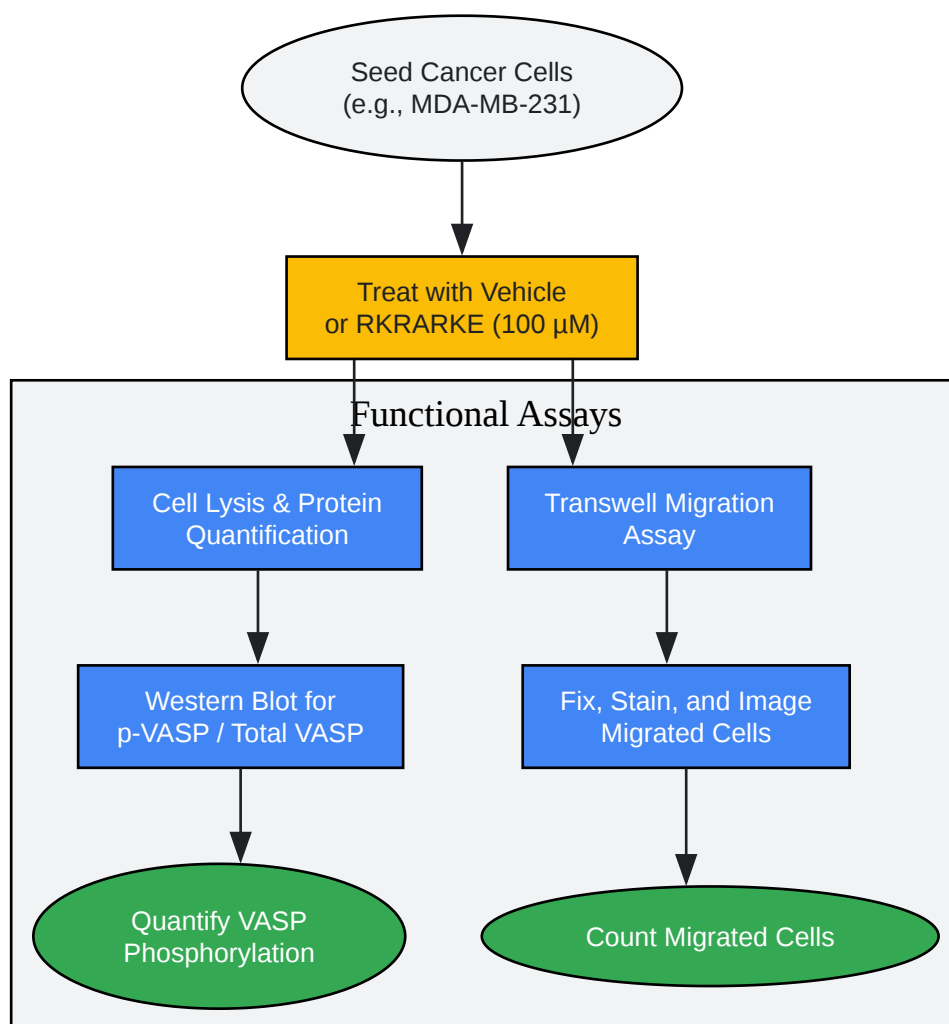 Seed Cancer Cells
(e.g., MDA-MB-231)
Treat with Vehicle
or RKRARKE (100 µM)
Functional Assays
Cell Lysis & Protein
Quantification
Transwell Migration
Assay
Western Blot for
p-VASP / Total VASP
Fix, Stain, and Image
Migrated Cells
Quantify VASP
Phosphorylation
Count Migrated Cells